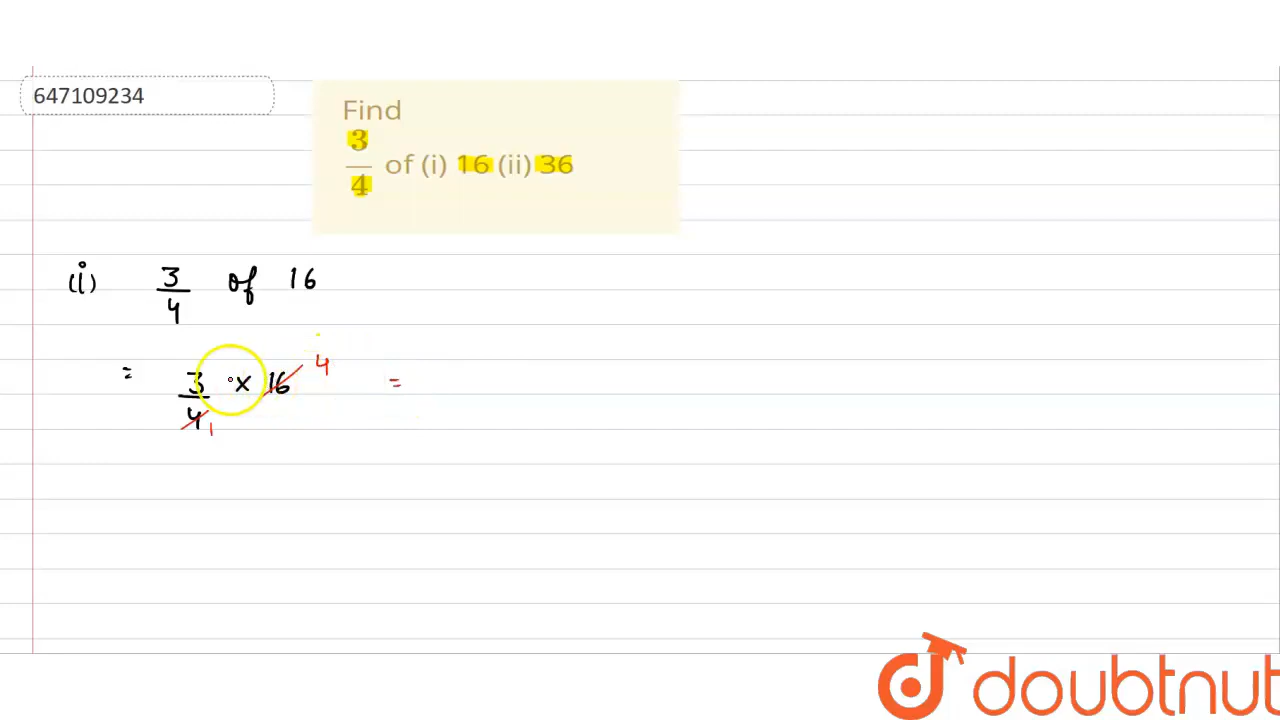 647109234
Find
3
4 of (i) 16 (ii) 36
(i) 3/4 of 16
= 3/4 1 × 16 4 =
doubtnut